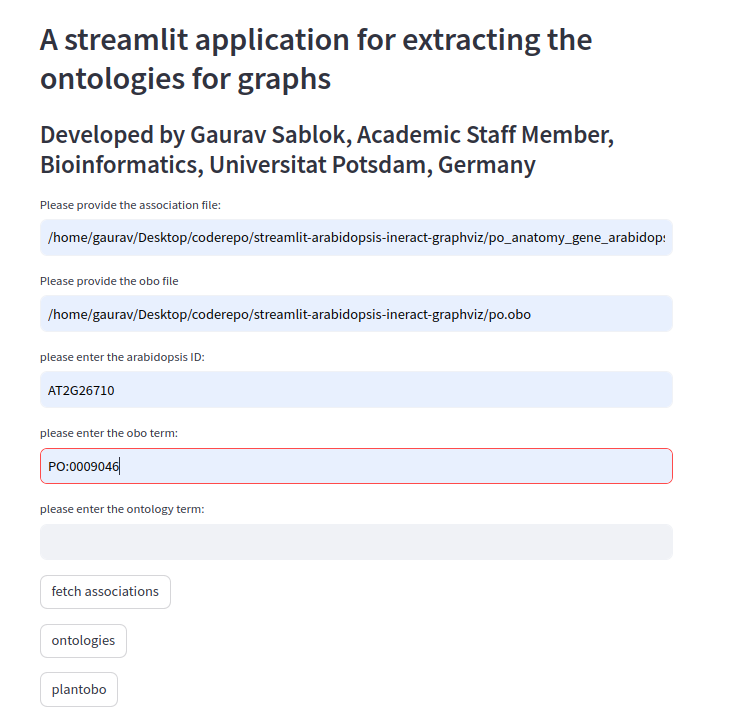 A streamlit application for extracting the
ontologies for graphs
Developed by Gaurav Sablok, Academic Staff Member,
Bioinformatics, Universitat Potsdam, Germany
Please provide the association file:
/home/gaurav/Desktop/coderepo/streamlit-arabidopsis-ineract-graphviz/po_anatomy_gene_arabidops
Please provide the obo file
/home/gaurav/Desktop/coderepo/streamlit-arabidopsis-ineract-graphviz/po.obo
please enter the arabidopsis ID:
AT2G26710
please enter the obo term:
PO:0009046
please enter the ontology term:
fetch associations
ontologies
plantobo